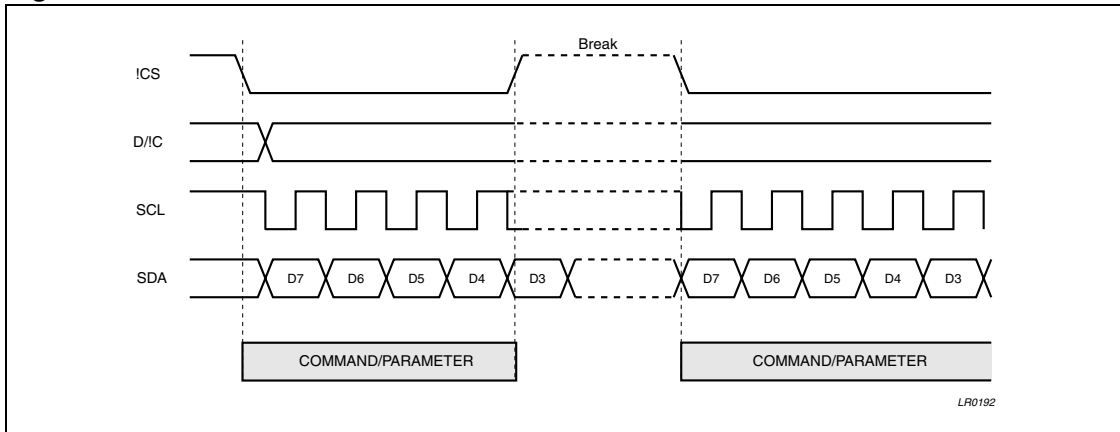 Break
!CS
D/!C
SCL
SDA D7 D6 D5 D4 D3 D7 D6 D5 D4 D3
COMMAND/PARAMETER COMMAND/PARAMETER
LR0192